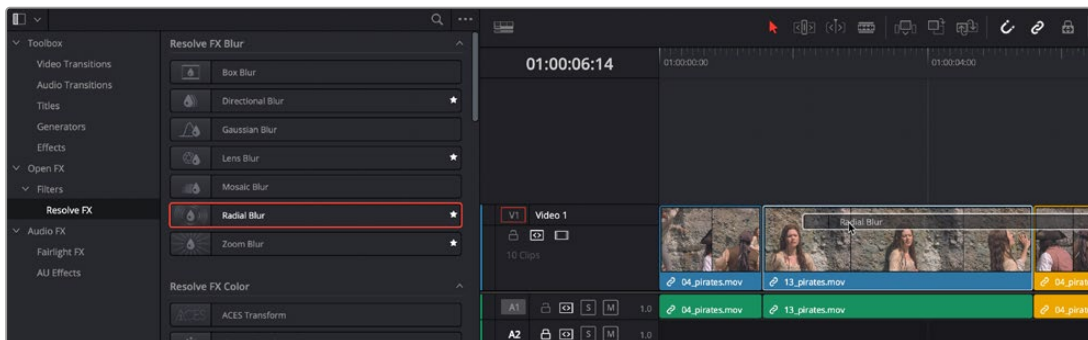 Toolbox
Video Transitions
Audio Transitions
Titles
Generators
Effects
Open FX
Filters
Resolve FX
Audio FX
Fairlight FX
AU Effects
Resolve FX Blur
Box Blur
Directional Blur
Gaussian Blur
Lens Blur
Mosaic Blur
Radial Blur
Zoom Blur
Resolve FX Color
ACES
ACES Transform
01:00:06:14
01:00:00:00
01:00:04:00
V1 Video 1
10 Clips
Radial Blur
04_pirates.mov
13_pirates.mov
04_pirat
A1 S M 1.0
04_pirates.mov
13_pirates.mov
04_pirat
A2 S M 1.0